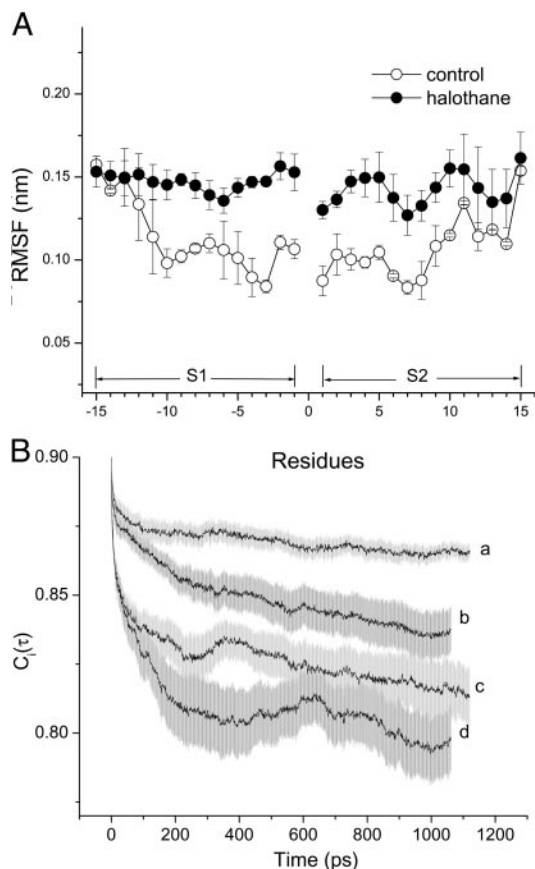 A
control
halothane
0.20
0.15
0.10
0.05
RMSF (nm)
S1
S2
-15 -10 -5 0 5 10 15
Residues
B
0.90
0.85
0.80
Ci(τ)
a
b
c
d
0 200 400 600 800 1000 1200
Time (ps)